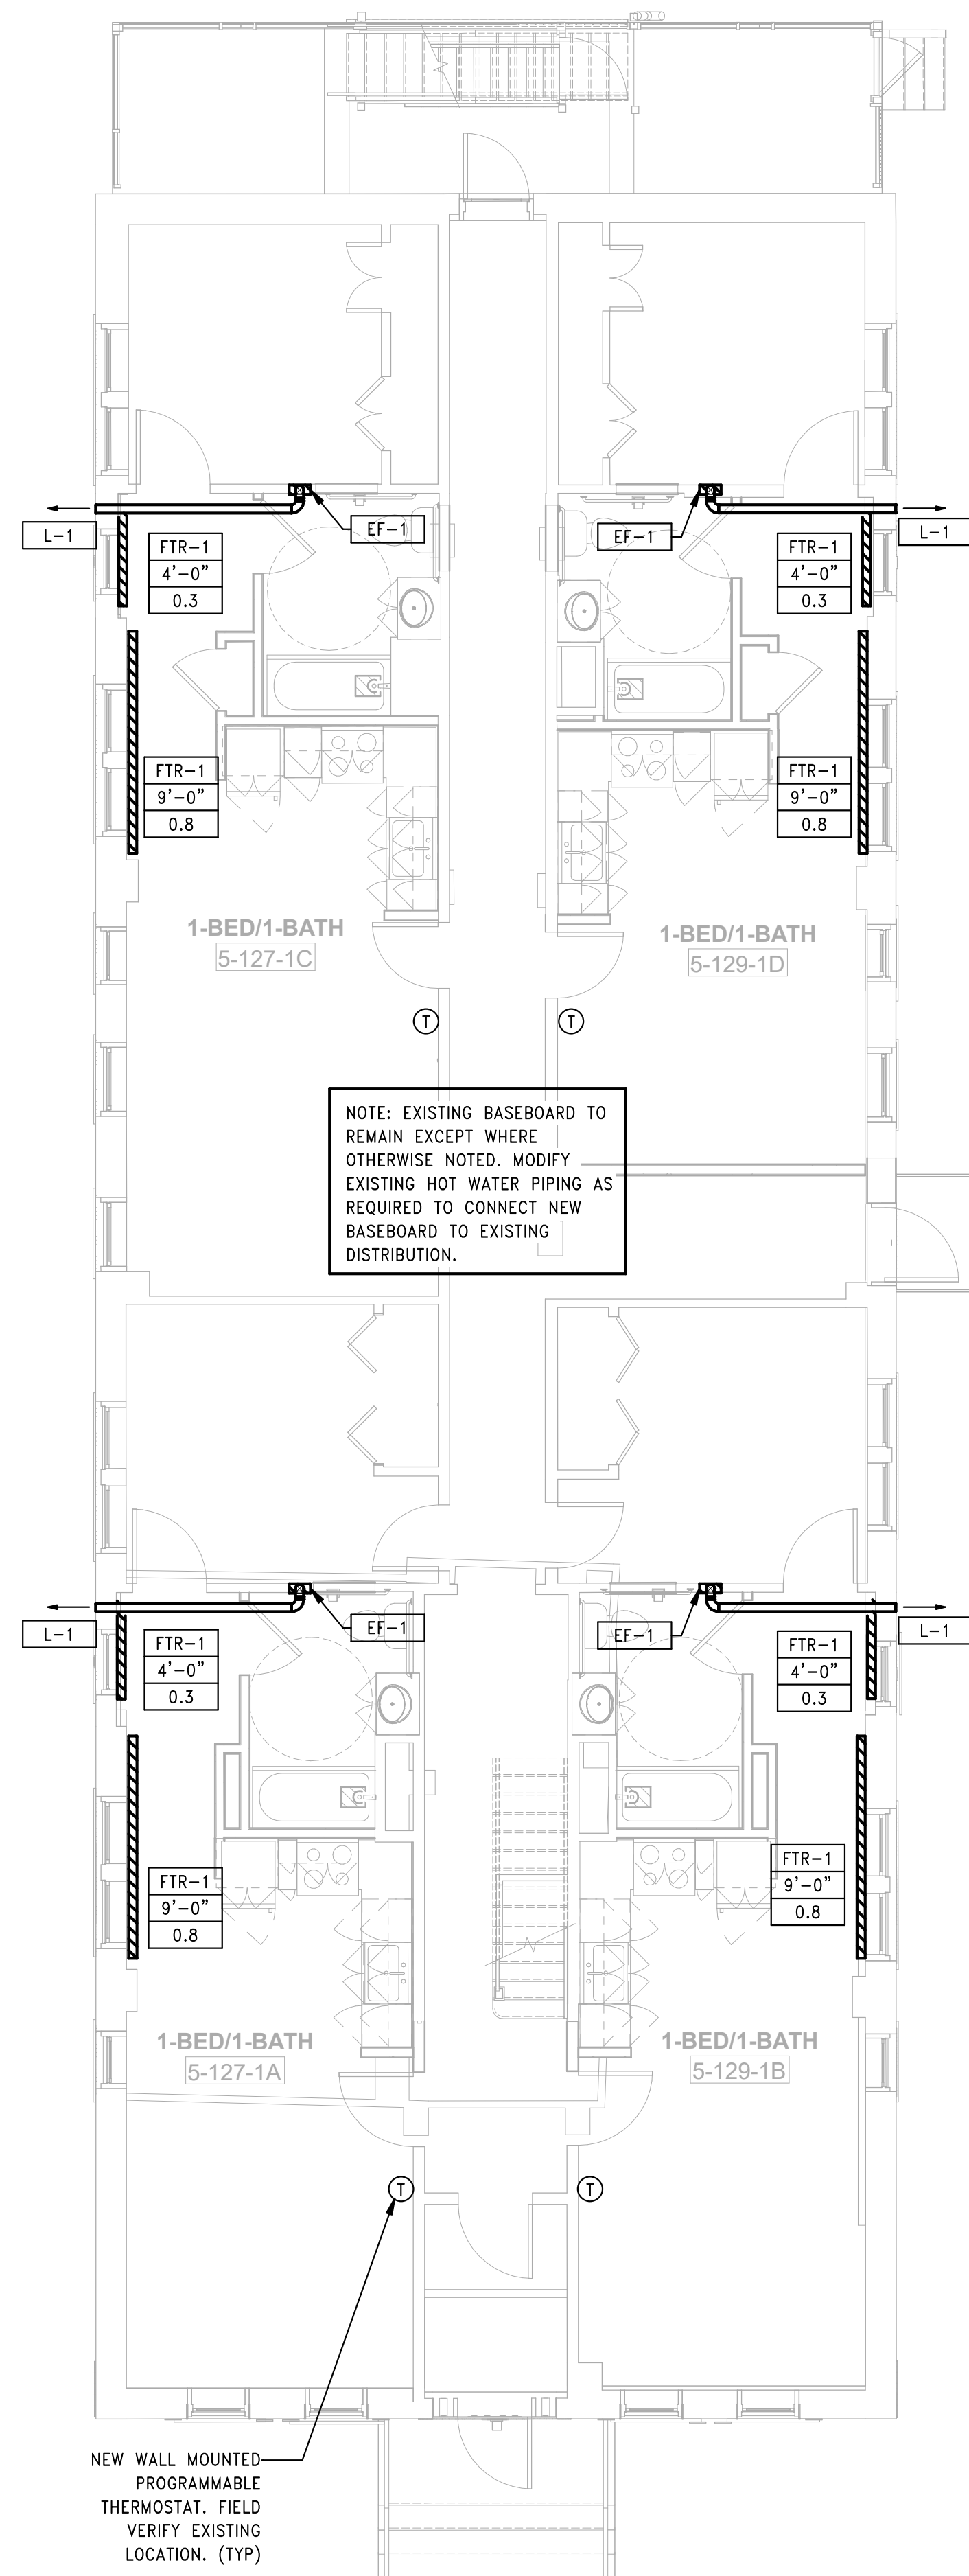 EF-1
EF-1
L-1
L-1
FTR-1
4'-0"
0.3
FTR-1
4'-0"
0.3
FTR-1
9'-0"
0.8
FTR-1
9'-0"
0.8
1-BED/1-BATH
5-127-1C
1-BED/1-BATH
5-129-1D
T
T
NOTE: EXISTING BASEBOARD TO
REMAIN EXCEPT WHERE
OTHERWISE NOTED. MODIFY
EXISTING HOT WATER PIPING AS
REQUIRED TO CONNECT NEW
BASEBOARD TO EXISTING
DISTRIBUTION.
EF-1
EF-1
L-1
L-1
FTR-1
4'-0"
0.3
FTR-1
4'-0"
0.3
FTR-1
9'-0"
0.8
FTR-1
9'-0"
0.8
1-BED/1-BATH
5-127-1A
1-BED/1-BATH
5-129-1B
T
T
NEW WALL MOUNTED
PROGRAMMABLE
THERMOSTAT. FIELD
VERIFY EXISTING
LOCATION. (TYP)